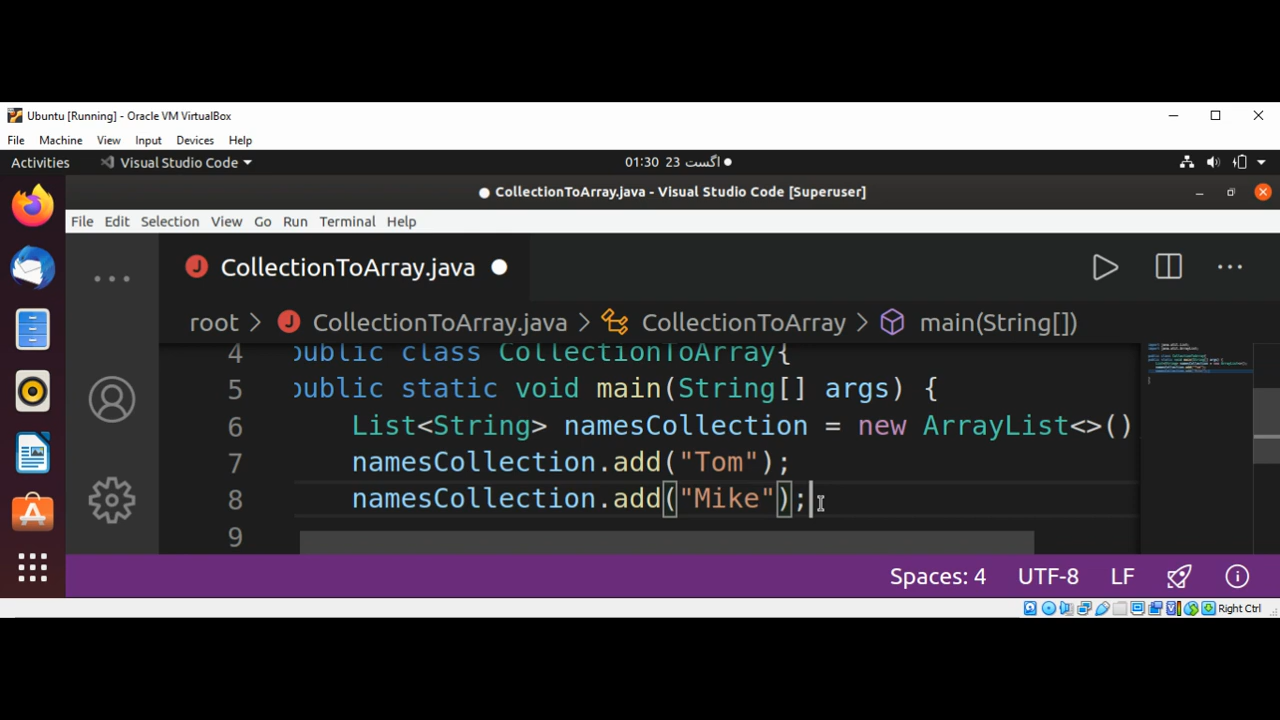 Ubuntu [Running] - Oracle VM VirtualBox
File Machine View Input Devices Help
Activities Visual Studio Code 01:30 23 اگست
CollectionToArray.java - Visual Studio Code [Superuser]
File Edit Selection View Go Run Terminal Help
CollectionToArray.java
root > CollectionToArray.java > CollectionToArray > main(String[])
4 public class CollectionToArray{
5 public static void main(String[] args) {
6 List<String> namesCollection = new ArrayList<>()
7 namesCollection.add("Tom");
8 namesCollection.add("Mike");
9
Spaces: 4 UTF-8 LF
Right Ctrl